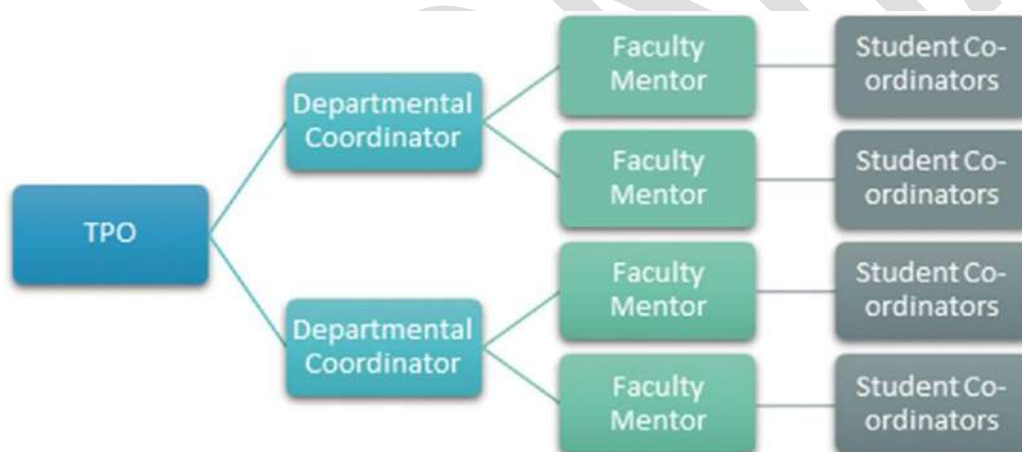 TPO
Departmental
Coordinator
Departmental
Coordinator
Faculty
Mentor
Faculty
Mentor
Faculty
Mentor
Faculty
Mentor
Student Co-
ordinators
Student Co-
ordinators
Student Co-
ordinators
Student Co-
ordinators